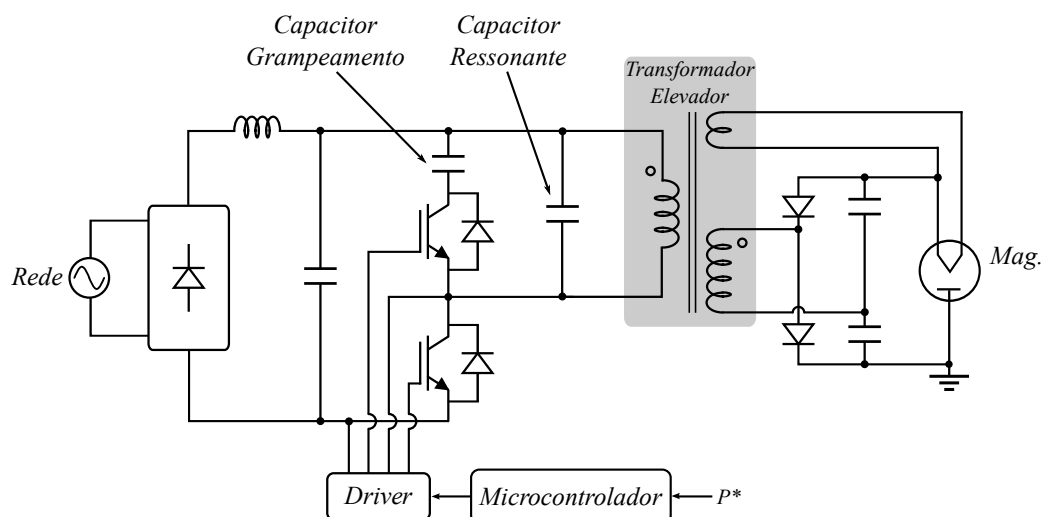 Capacitor
Grampeamento
Capacitor
Ressonante
Transformador
Elevador
Rede
Mag.
Driver
Microcontrolador
P*